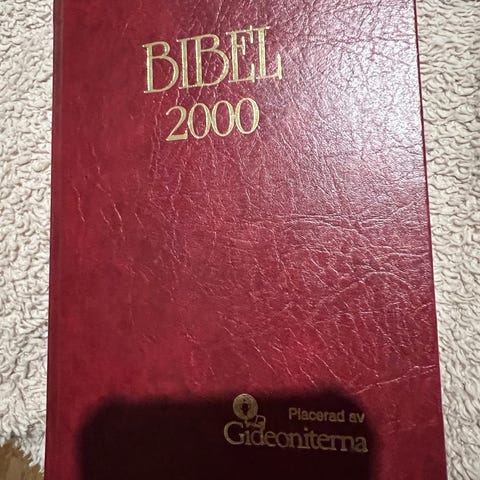 BIBEL
2000
Placerad av
Gideoniterna